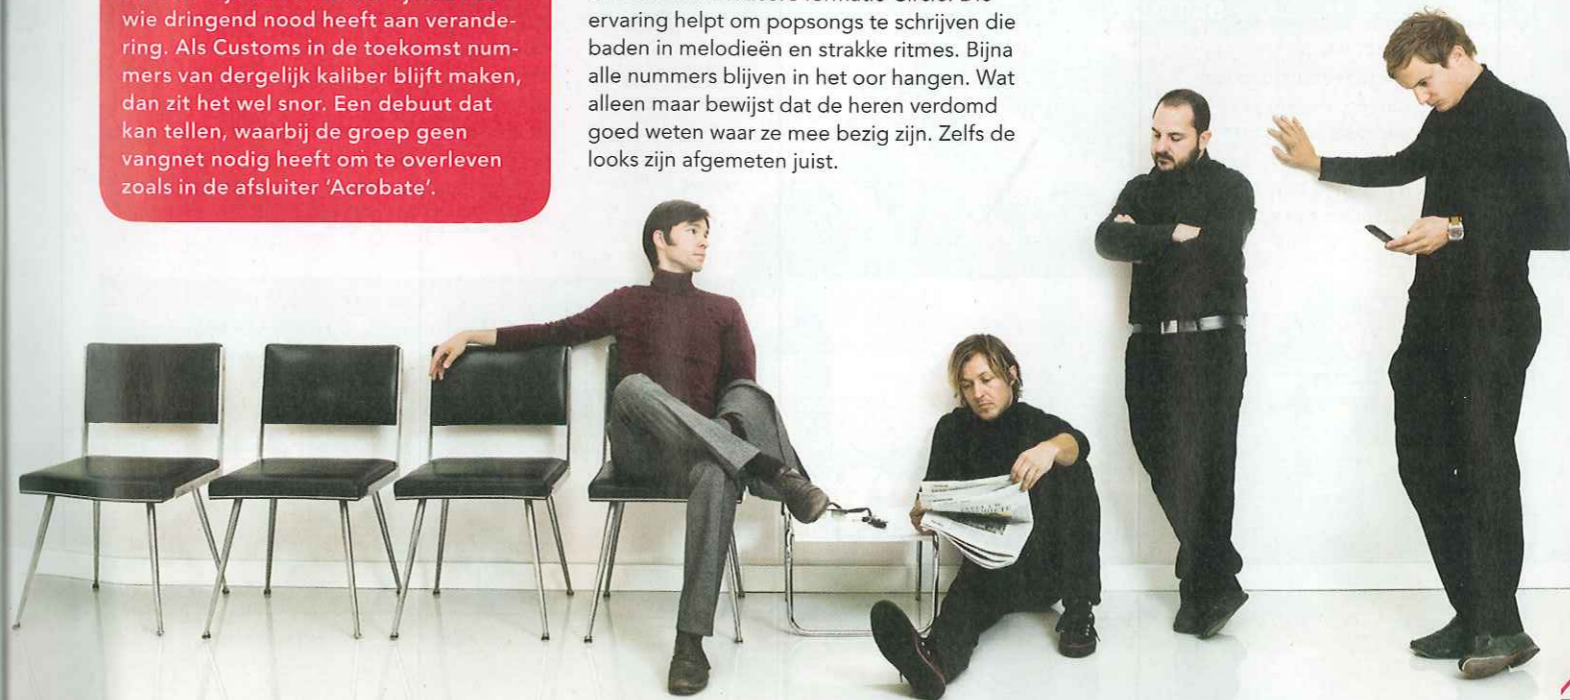 wie dringend nood heeft aan verande-
ring. Als Customs in de toekomst num-
mers van dergelijk kaliber blijft maken,
dan zit het wel snor. Een debuut dat
kan tellen, waarbij de groep geen
vangnet nodig heeft om te overleven
zoals in de afsluiter ‘Acrobate’.
ervaring helpt om popsongs te schrijven die
baden in melodieën en strakke ritmes. Bijna
alle nummers blijven in het oor hangen. Wat
alleen maar bewijst dat de heren verdomd
goed weten waar ze mee bezig zijn. Zelfs de
looks zijn afgemeten juist.